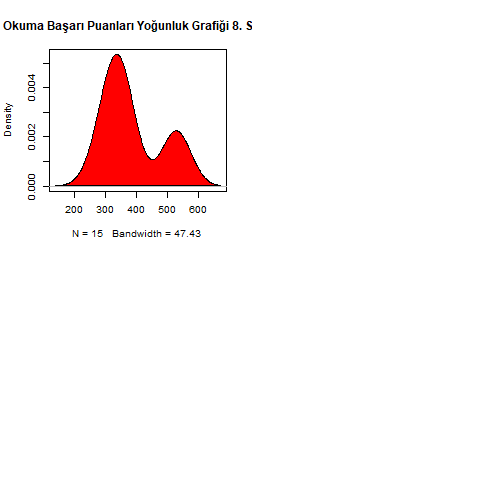 Okuma Başarı Puanları Yoğunluk Grafiği 8. S
Density
0.004
0.002
0.000
200 300 400 500 600
N = 15 Bandwidth = 47.43